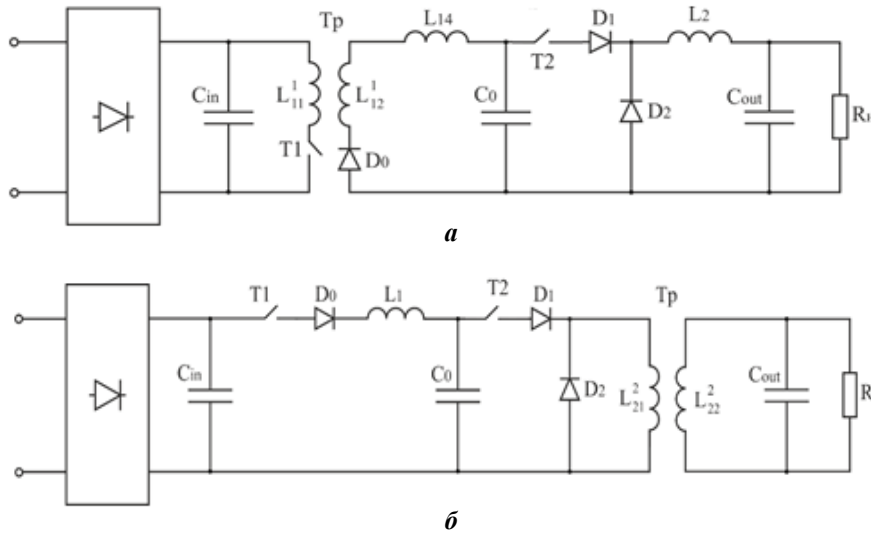 Tp L14 D1 L2
T2
Cin L¹11 L¹12 C0 Cout
T1 D0 D2
а
T1 D0 L1 T2 D1 Tp
Cin C0 D2 L²21 L²22 Cout R
б